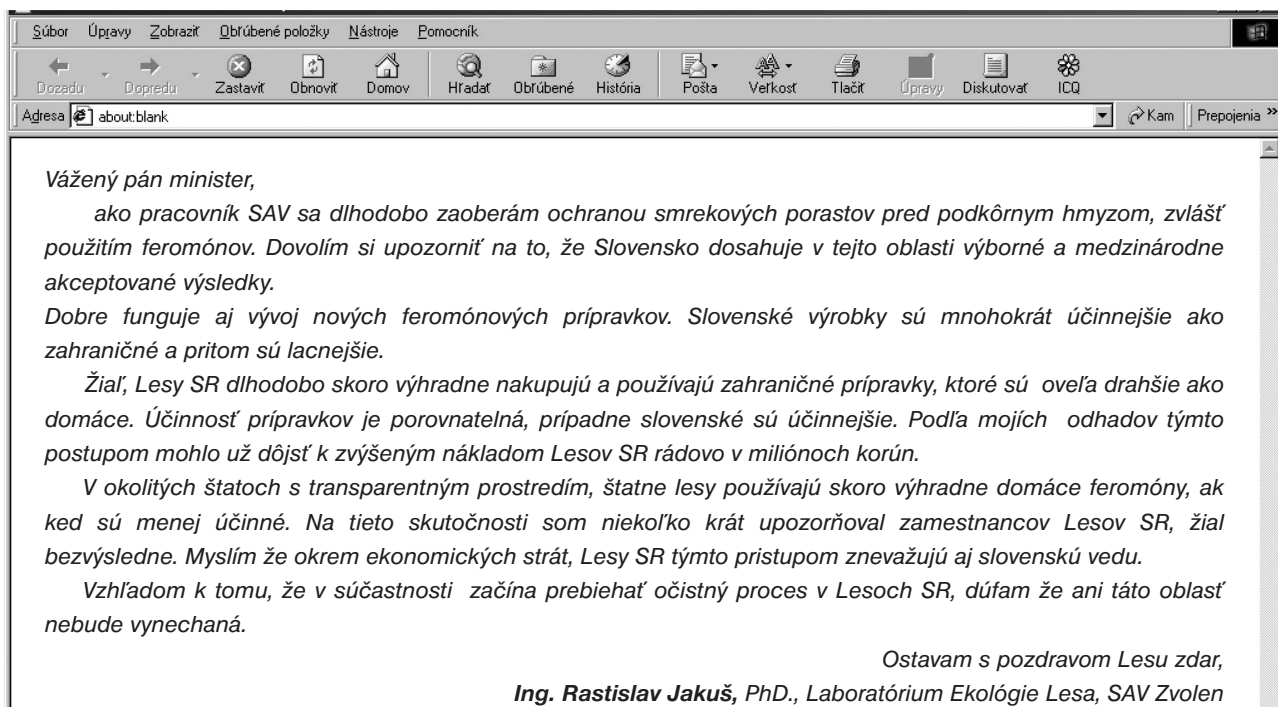 Súbor Úpravy Zobraziť Obľúbené položky Nástroje Pomocník
Dozadu Dopredu Zastaviť Obnoviť Domov Hľadať Obľúbené História Pošta Veľkosť Tlačiť Úpravy Diskutovať ICQ
Adresa about:blank Kam Prepojenia »
Vážený pán minister,
ako pracovník SAV sa dlhodobo zaoberám ochranou smrekových porastov pred podkôrnym hmyzom, zvlášť
použitím feromónov. Dovolím si upozorniť na to, že Slovensko dosahuje v tejto oblasti výborné a medzinárodne
akceptované výsledky.
Dobre funguje aj vývoj nových feromónových prípravkov. Slovenské výrobky sú mnohokrát účinnejšie ako
zahraničné a pritom sú lacnejšie.
Žiaľ, Lesy SR dlhodobo skoro výhradne nakupujú a používajú zahraničné prípravky, ktoré sú oveľa drahšie ako
domáce. Účinnosť prípravkov je porovnatelná, prípadne slovenské sú účinnejšie. Podľa mojích odhadov týmto
postupom mohlo už dôjsť k zvýšeným nákladom Lesov SR rádovo v miliónoch korún.
V okolitých štatoch s transparentným prostredím, štatne lesy používajú skoro výhradne domáce feromóny, ak
ked sú menej účinné. Na tieto skutočnosti som niekoľko krát upozorňoval zamestnancov Lesov SR, žial
bezvýsledne. Myslím že okrem ekonomických strát, Lesy SR týmto pristupom znevažujú aj slovenskú vedu.
Vzhľadom k tomu, že v súčastnosti začína prebiehať očistný proces v Lesoch SR, dúfam že ani táto oblasť
nebude vynechaná.
Ostavam s pozdravom Lesu zdar,
Ing. Rastislav Jakuš, PhD., Laboratórium Ekológie Lesa, SAV Zvolen